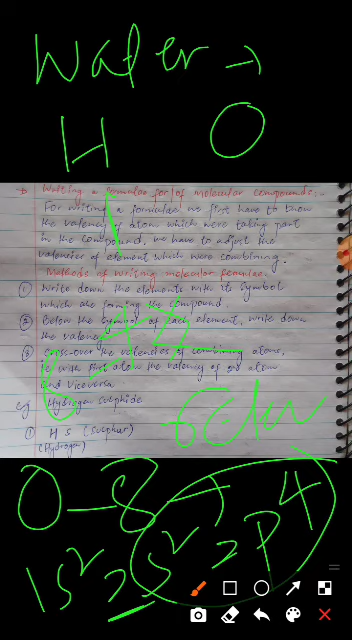 Water →
H O
Writing a formulae for/of molecular compounds:-
For writing a formulae we first have to know
the valency of atom which were taking part
in the compound, we have to adjust the
valencies of element which were combining.
Methods of writing molecular formulae.
① Write down the elements with its symbol
which are forming the compound.
② Below the symbol of each element, write down
the valency
③ cross-over the valencies of combining atoms,
first atom the valency of atom
and viceversa
eg Hydrogen sulphide
① H S (Sulphur)
(Hydrogen)
6
O - 8 →
1s² 2s² 2p⁴